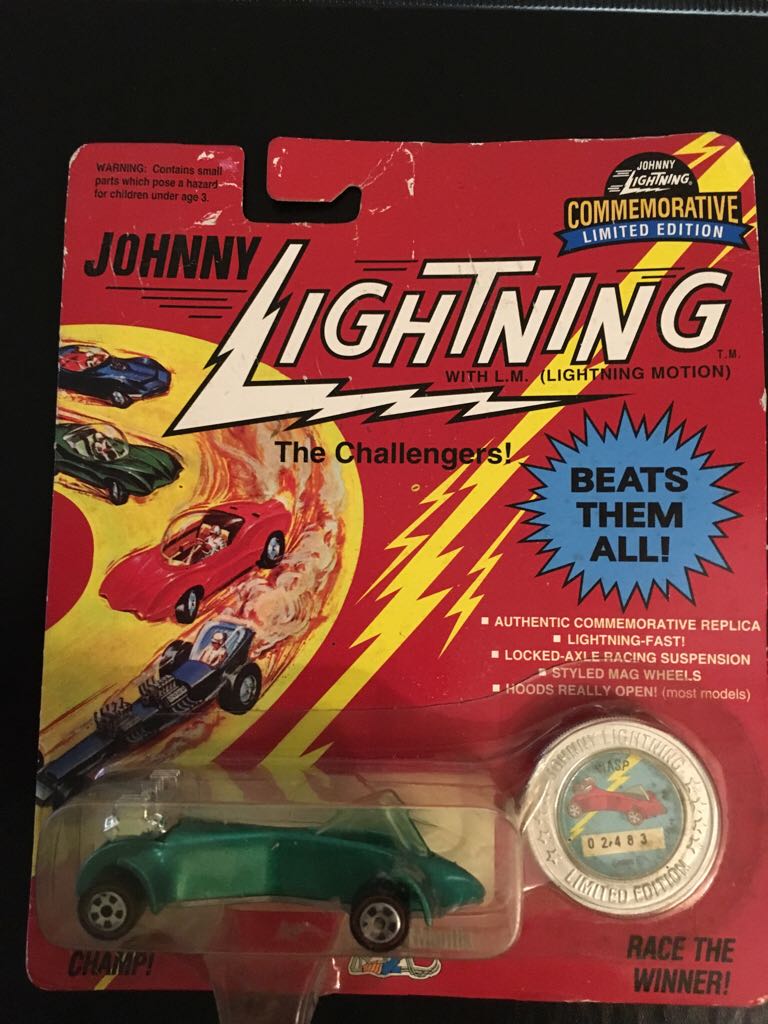 WARNING: Contains small
parts which pose a hazard
for children under age 3.
JOHNNY
LIGHTNING
COMMEMORATIVE
LIMITED EDITION
JOHNNY
LIGHTNING
T.M.
WITH L.M. (LIGHTNING MOTION)
The Challengers!
BEATS
THEM
ALL!
▪ AUTHENTIC COMMEMORATIVE REPLICA
▪ LIGHTNING-FAST!
▪ LOCKED-AXLE RACING SUSPENSION
▪ STYLED MAG WHEELS
▪ HOODS REALLY OPEN! (most models)
JOHNNY LIGHTNING
WASP
02483
LIMITED EDITION
CHAMP!
RACE THE
WINNER!